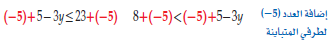 (−5)+5−3y≤23+(−5)    8+(−5)<(−5)+5−3y    إضافة العدد (−5)
لطرفي المتباينة